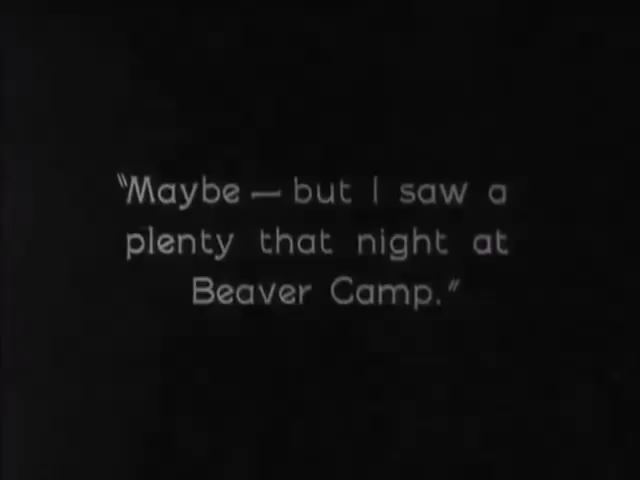 "Maybe — but I saw a
plenty that night at
Beaver Camp."